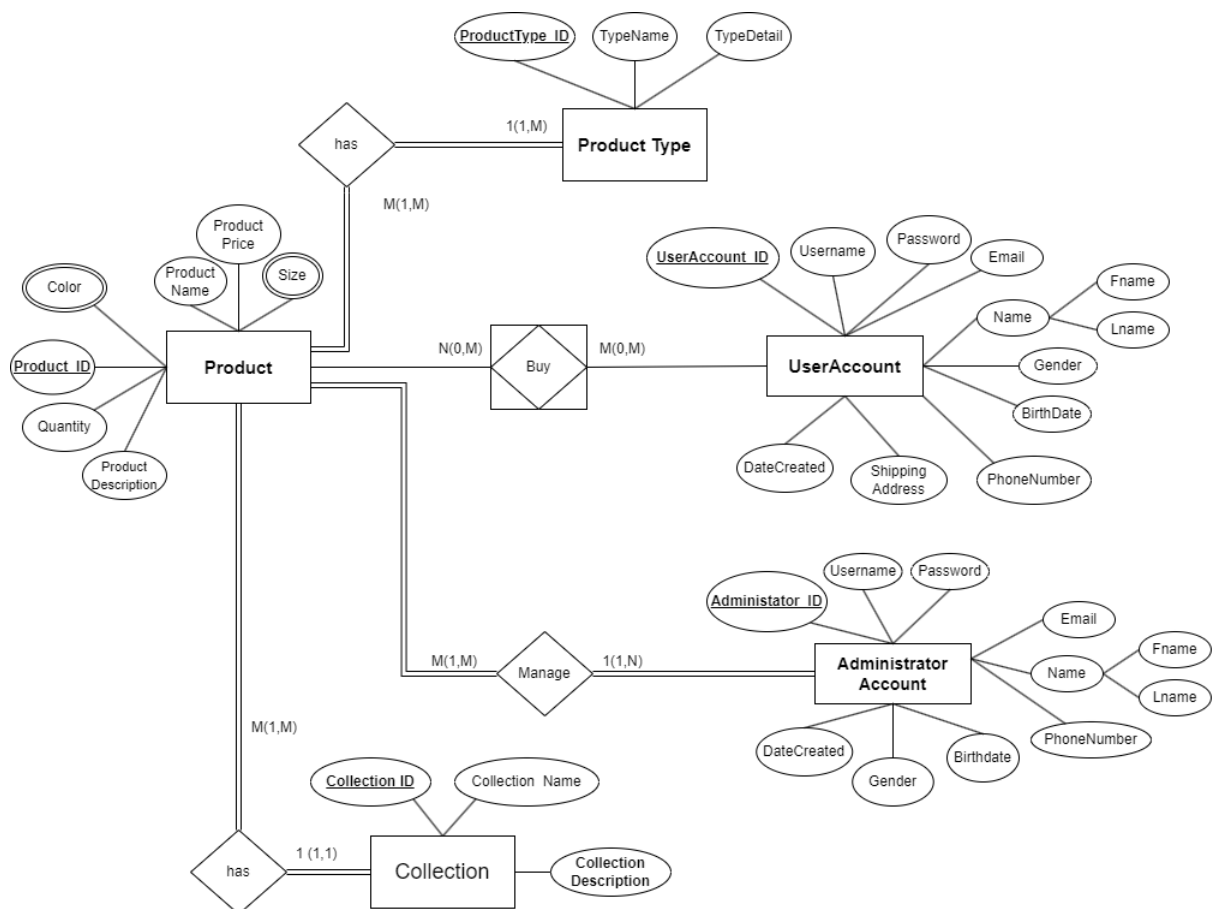 ProductType_ID
TypeName
TypeDetail
Product Type
has
1(1,M)
M(1,M)
Product
Price
Product
Name
Size
Color
Product_ID
Quantity
Product
Description
Product
N(0,M)
Buy
M(0,M)
UserAccount_ID
Username
Password
Email
Name
Fname
Lname
Gender
BirthDate
PhoneNumber
UserAccount
DateCreated
Shipping
Address
M(1,M)
Manage
1(1,N)
Administator_ID
Username
Password
Email
Name
Fname
Lname
PhoneNumber
Administrator
Account
DateCreated
Gender
Birthdate
M(1,M)
has
1 (1,1)
Collection ID
Collection Name
Collection
Collection
Description